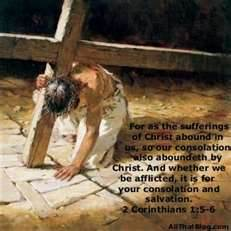 For as the sufferings
of Christ abound in
us, so our consolation
also aboundeth by
Christ. And whether we
be afflicted, it is for
your consolation and
salvation.
2 Corinthians 1:5-6
AllThatBlog.com